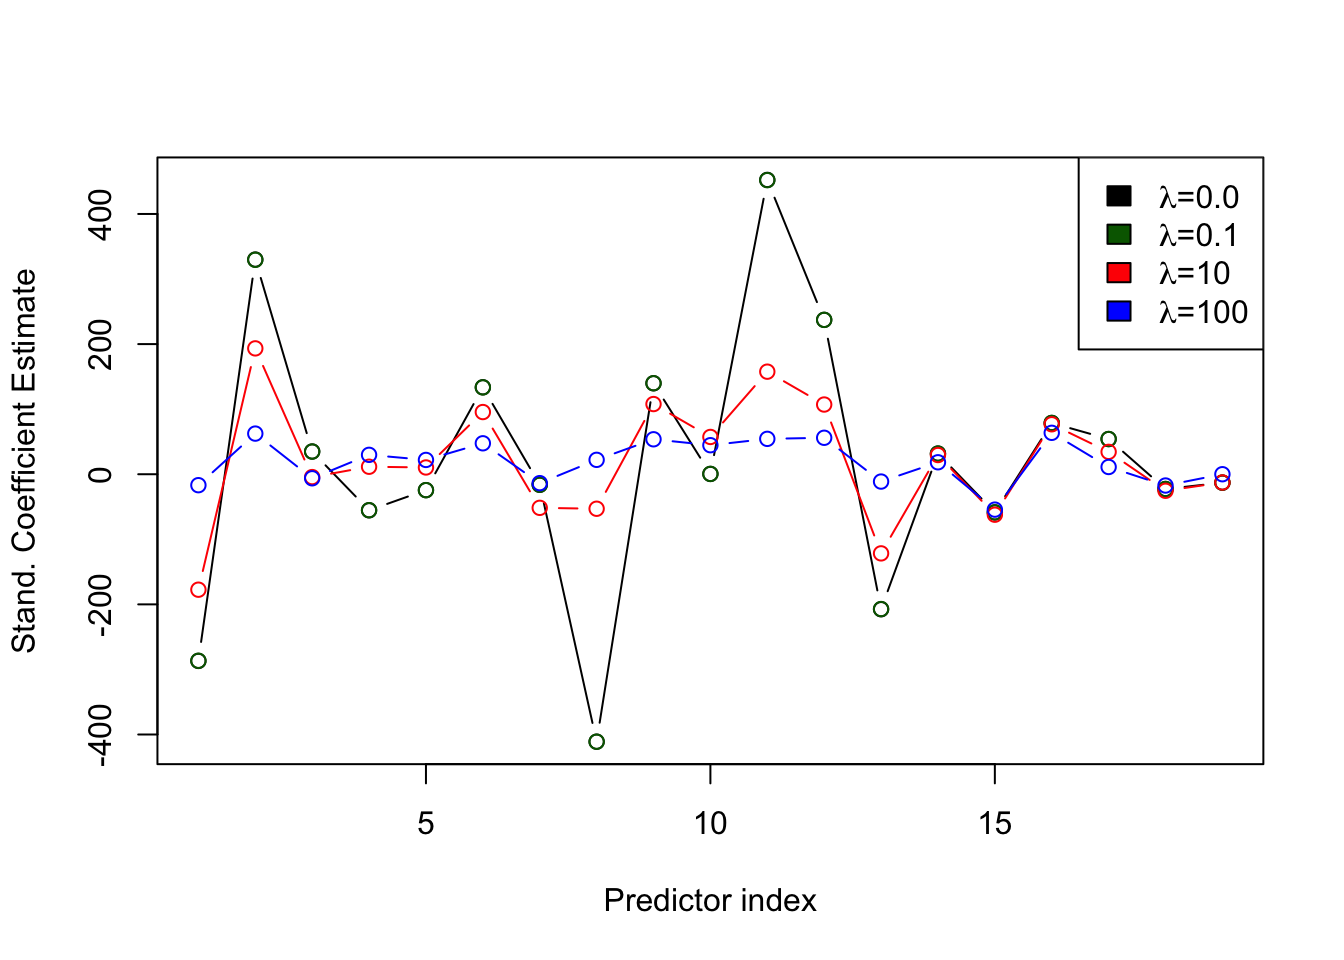 λ=0.0
λ=0.1
λ=10
λ=100
Stand. Coefficient Estimate
400
200
0
-200
-400
5 10 15
Predictor index